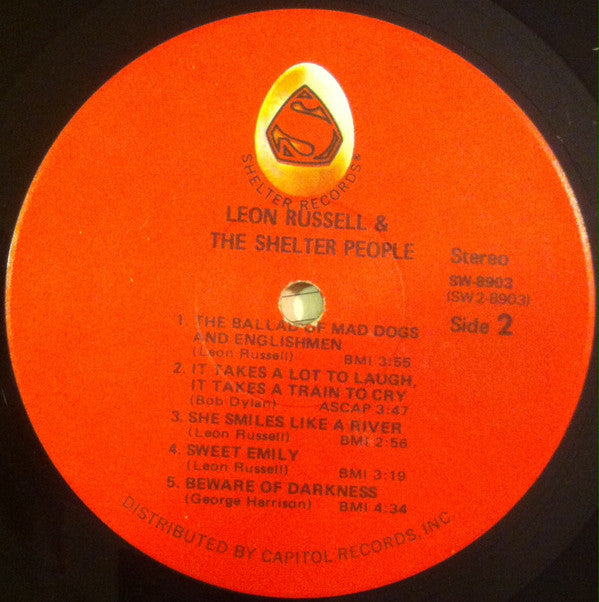 S
SHELTER RECORDS®
LEON RUSSELL &
THE SHELTER PEOPLE
Stereo
SW-8903
(SW2-8903)
Side 2
1. THE BALLAD OF MAD DOGS
AND ENGLISHMEN
(Leon Russell) BMI 3:55
2. IT TAKES A LOT TO LAUGH,
IT TAKES A TRAIN TO CRY
(Bob Dylan) ASCAP 3:47
3. SHE SMILES LIKE A RIVER
(Leon Russell) BMI 2:56
4. SWEET EMILY
(Leon Russell) BMI 3:19
5. BEWARE OF DARKNESS
(George Harrison) BMI 4:34
DISTRIBUTED BY CAPITOL RECORDS, INC.